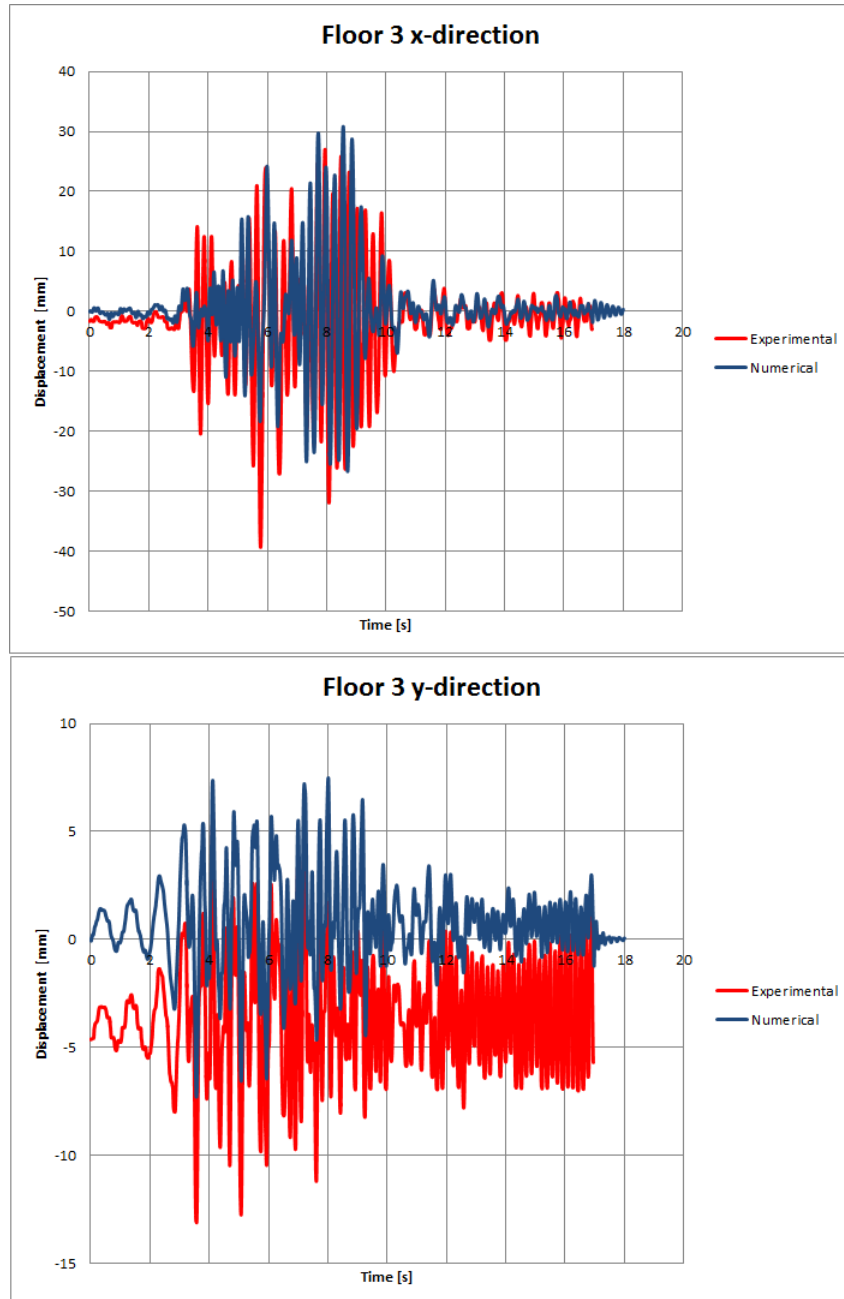 Floor 3 x-direction
40
30
20
10
0
-10
-20
-30
-40
-50
0 2 4 6 8 10 12 14 16 18 20
Displacement [mm]
Time [s]
Experimental
Numerical
Floor 3 y-direction
10
5
0
-5
-10
-15
0 2 4 6 8 10 12 14 16 18 20
Displacement [mm]
Time [s]
Experimental
Numerical